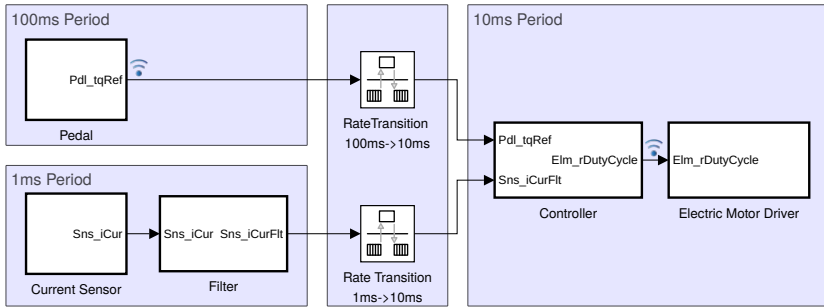 100ms Period
Pdl_tqRef
Pedal
1ms Period
Sns_iCur
Current Sensor
Sns_iCur Sns_iCurFlt
Filter
RateTransition
100ms->10ms
Rate Transition
1ms->10ms
10ms Period
Pdl_tqRef
Elm_rDutyCycle
Sns_iCurFlt
Controller
Elm_rDutyCycle
Electric Motor Driver